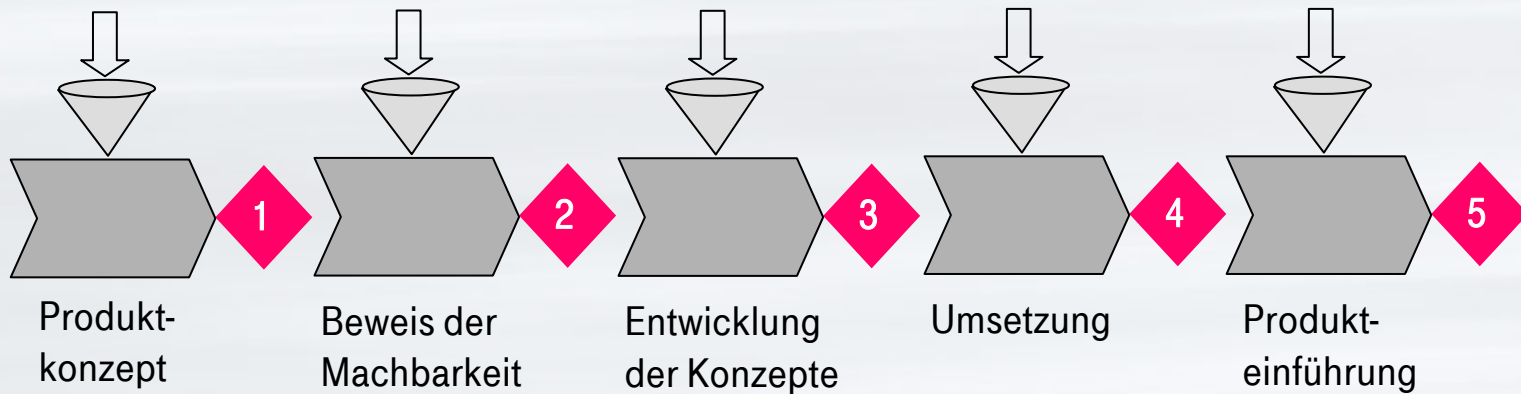 1
2
3
4
5
Produkt-
konzept
Beweis der
Machbarkeit
Entwicklung
der Konzepte
Umsetzung
Produkt-
einführung